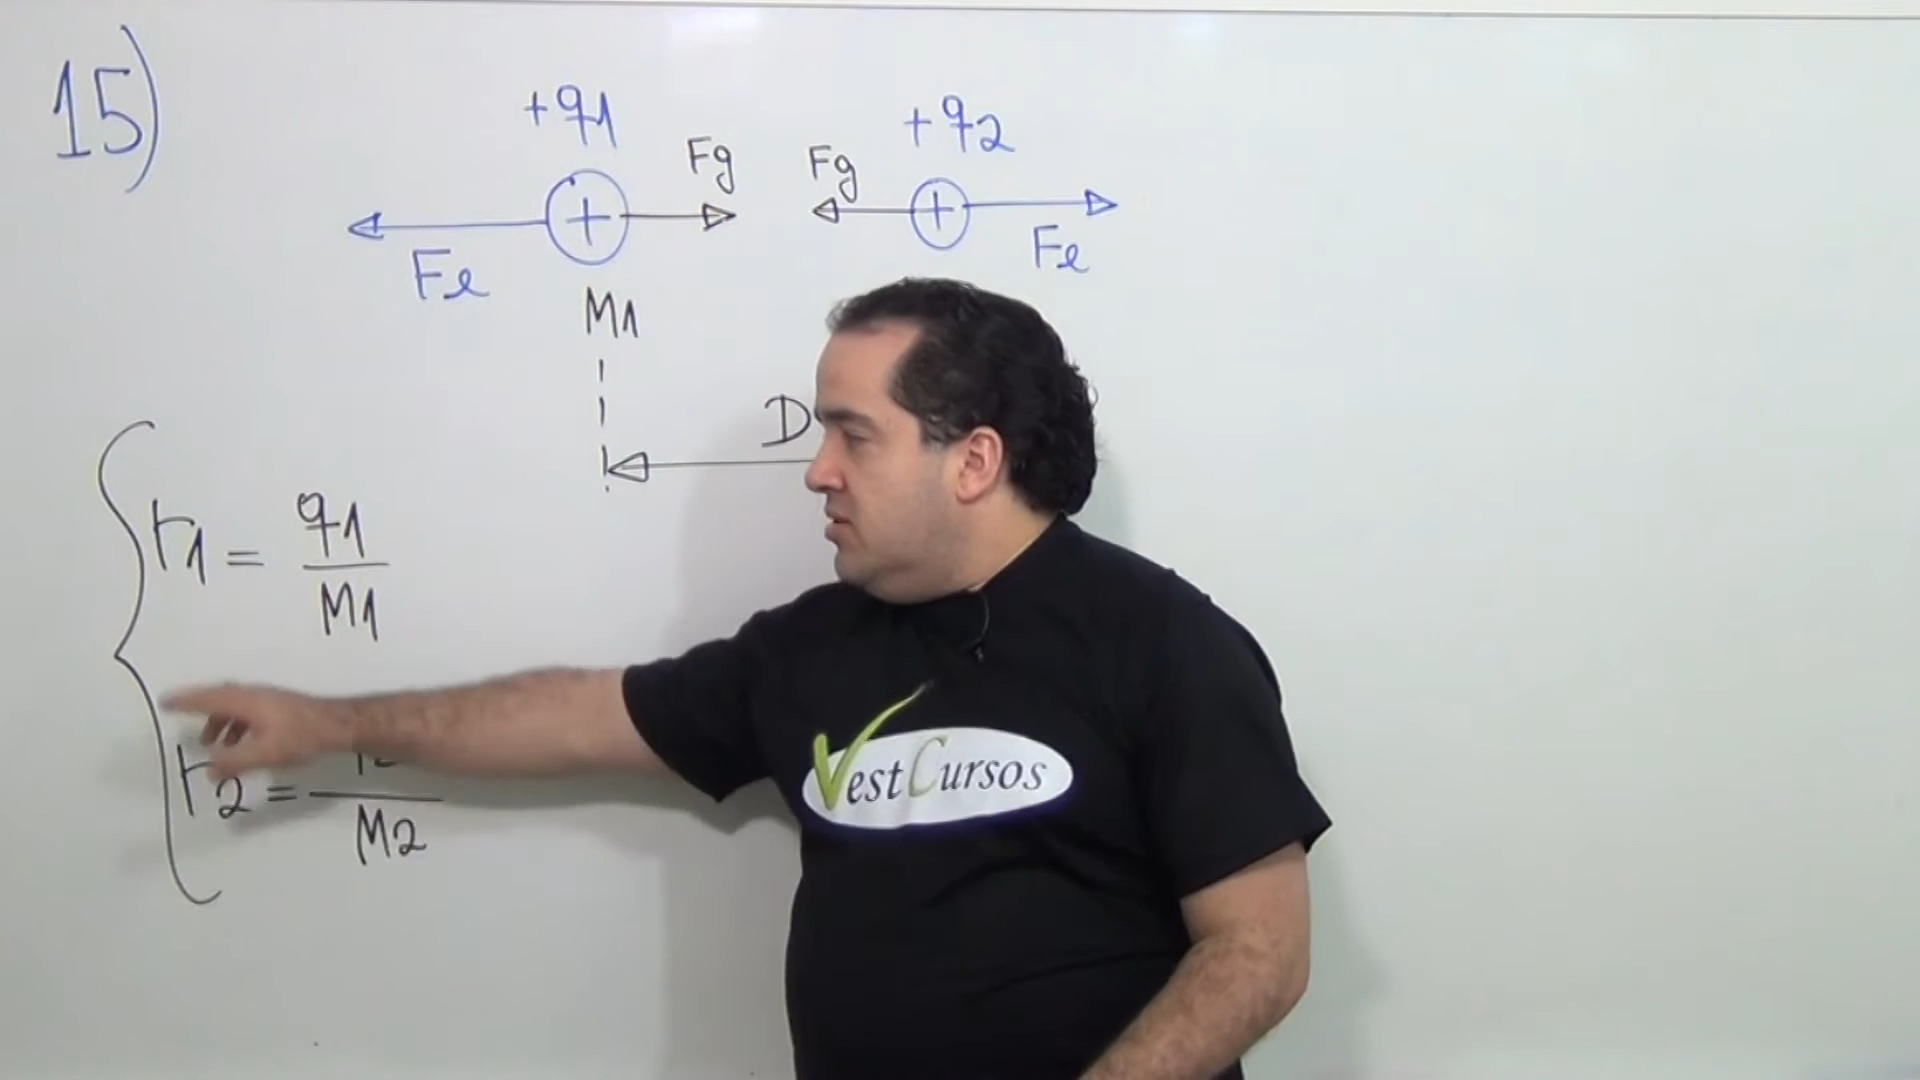 15)
+q1
+q2
Fg
Fg
Fe
Fe
M1
D
r1 = q1/M1
r2 = /M2
VestCursos